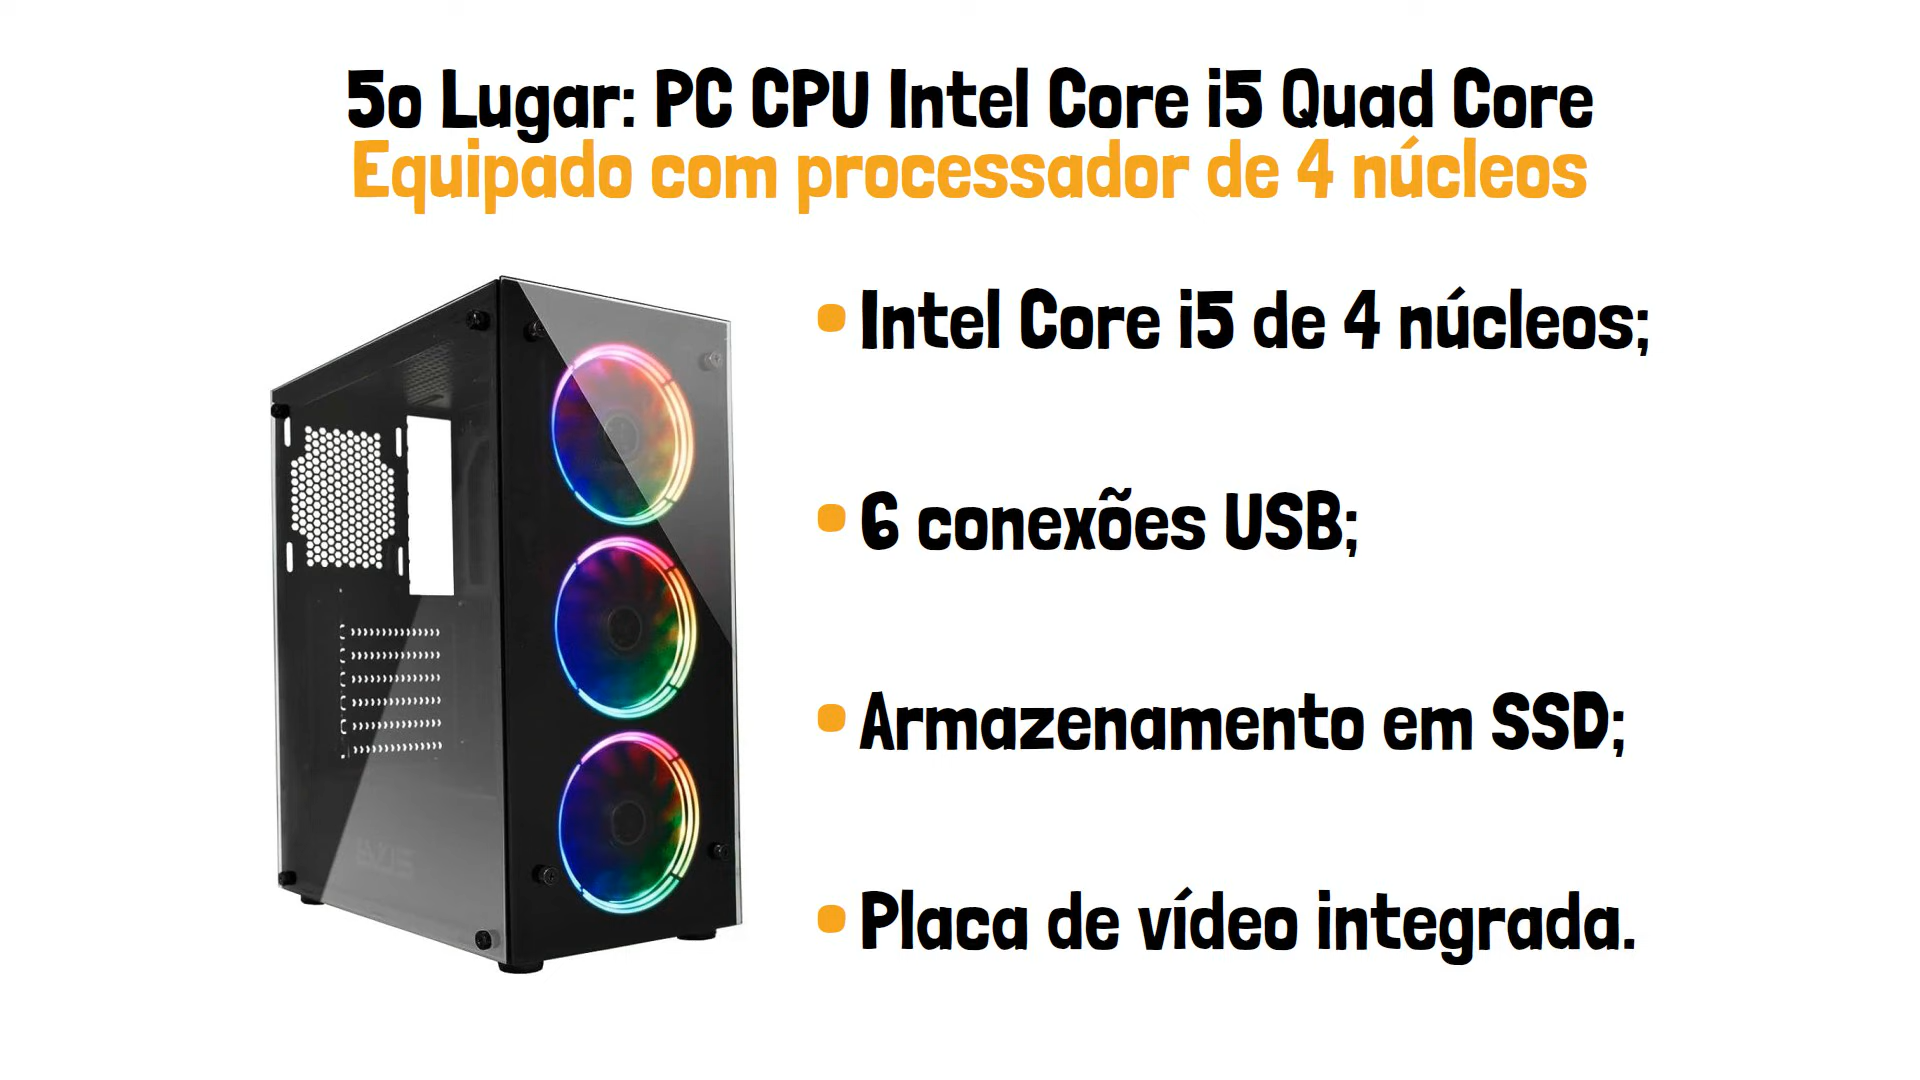 5o Lugar: PC CPU Intel Core i5 Quad Core
Equipado com processador de 4 núcleos
• Intel Core i5 de 4 núcleos;
• 6 conexões USB;
• Armazenamento em SSD;
• Placa de vídeo integrada.